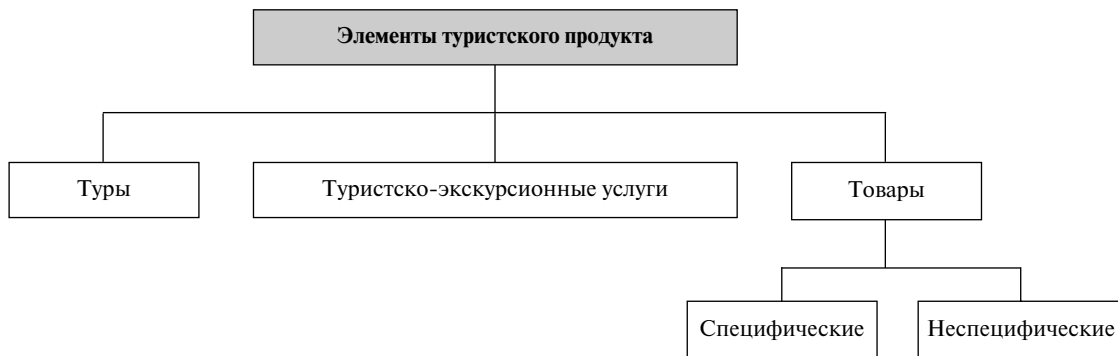 Элементы туристского продукта
Туры
Туристско-экскурсионные услуги
Товары
Специфические
Неспецифические